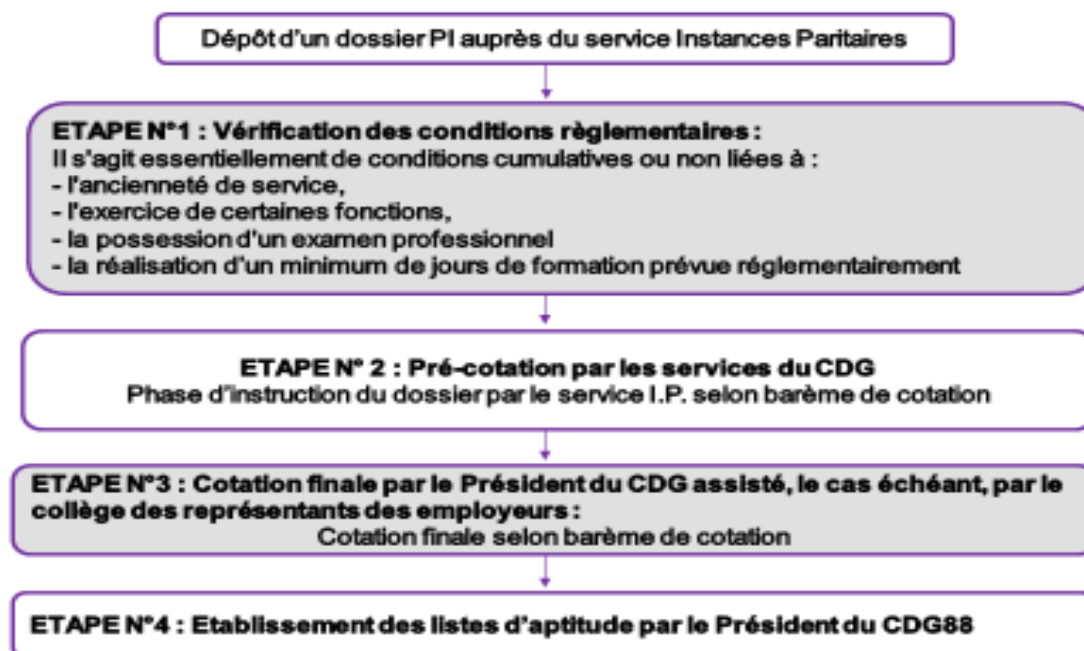 Dépôt d'un dossier PI auprès du service Instances Paritaires
ETAPE N°1 : Vérification des conditions règlementaires :
Il s'agit essentiellement de conditions cumulatives ou non liées à :
- l'ancienneté de service,
- l'exercice de certaines fonctions,
- la possession d'un examen professionnel
- la réalisation d'un minimum de jours de formation prévue réglementairement
ETAPE N° 2 : Pré-cotation par les services du CDG
Phase d'instruction du dossier par le service I.P. selon barème de cotation
ETAPE N°3 : Cotation finale par le Président du CDG assisté, le cas échéant, par le
collège des représentants des employeurs :
Cotation finale selon barème de cotation
ETAPE N°4 : Etablissement des listes d'aptitude par le Président du CDG88